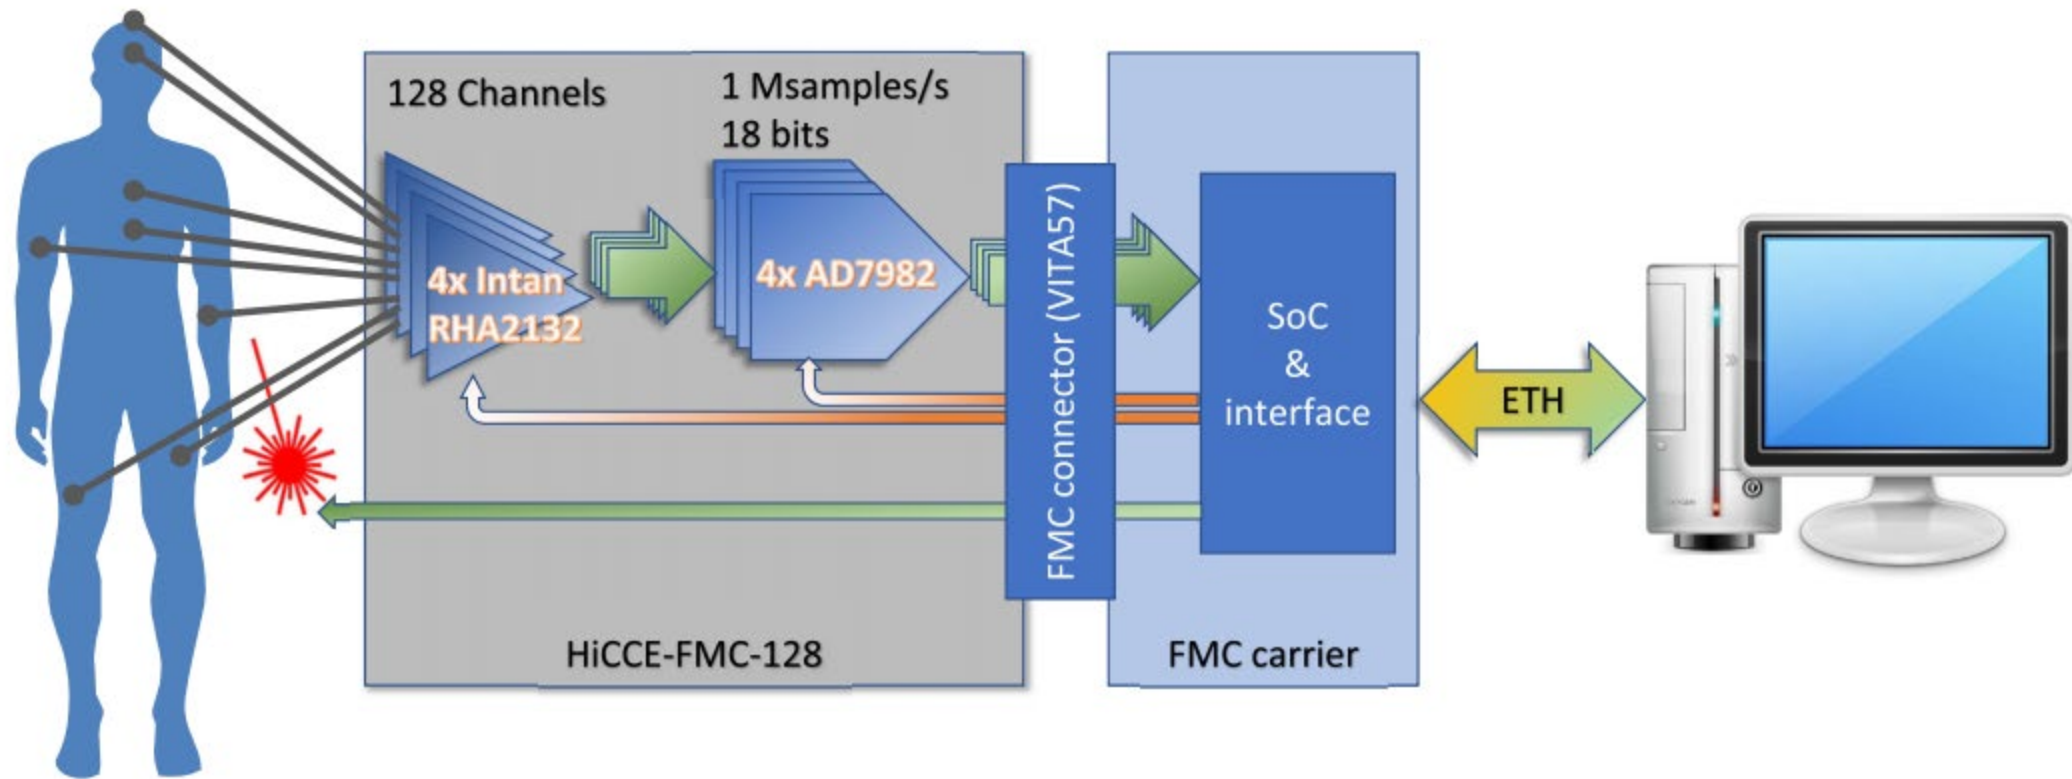 128 Channels
1 Msamples/s
18 bits
4x Intan
RHA2132
4x AD7982
FMC connector (VITA57)
SoC
&
interface
ETH
HiCCE-FMC-128
FMC carrier